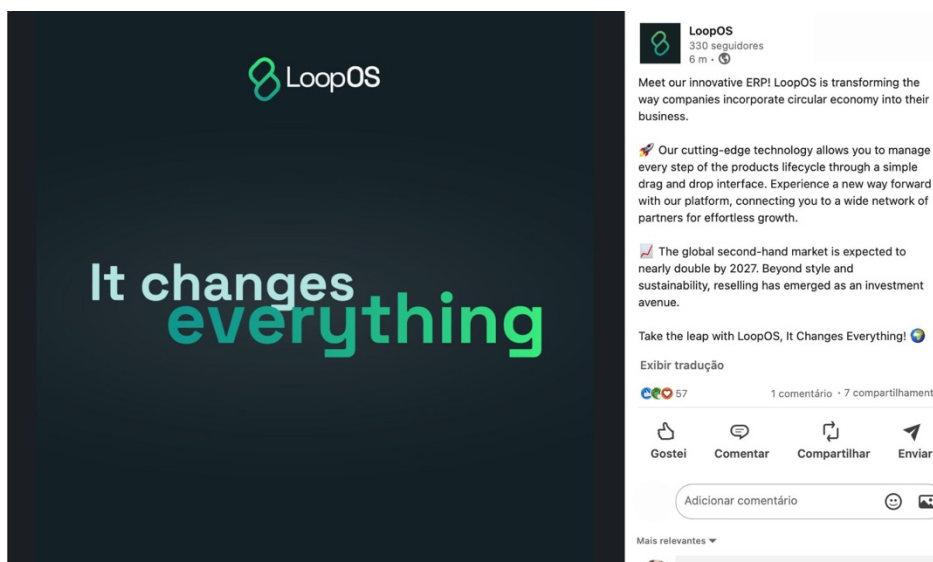 LoopOS
It changes
everything
LoopOS
330 seguidores
6 m •
Meet our innovative ERP! LoopOS is transforming the
way companies incorporate circular economy into their
business.
🚀 Our cutting-edge technology allows you to manage
every step of the products lifecycle through a simple
drag and drop interface. Experience a new way forward
with our platform, connecting you to a wide network of
partners for effortless growth.
📈 The global second-hand market is expected to
nearly double by 2027. Beyond style and
sustainability, reselling has emerged as an investment
avenue.
Take the leap with LoopOS, It Changes Everything! 🌍
Exibir tradução
57 1 comentário · 7 compartilhament
Gostei Comentar Compartilhar Enviar
Adicionar comentário
Mais relevantes